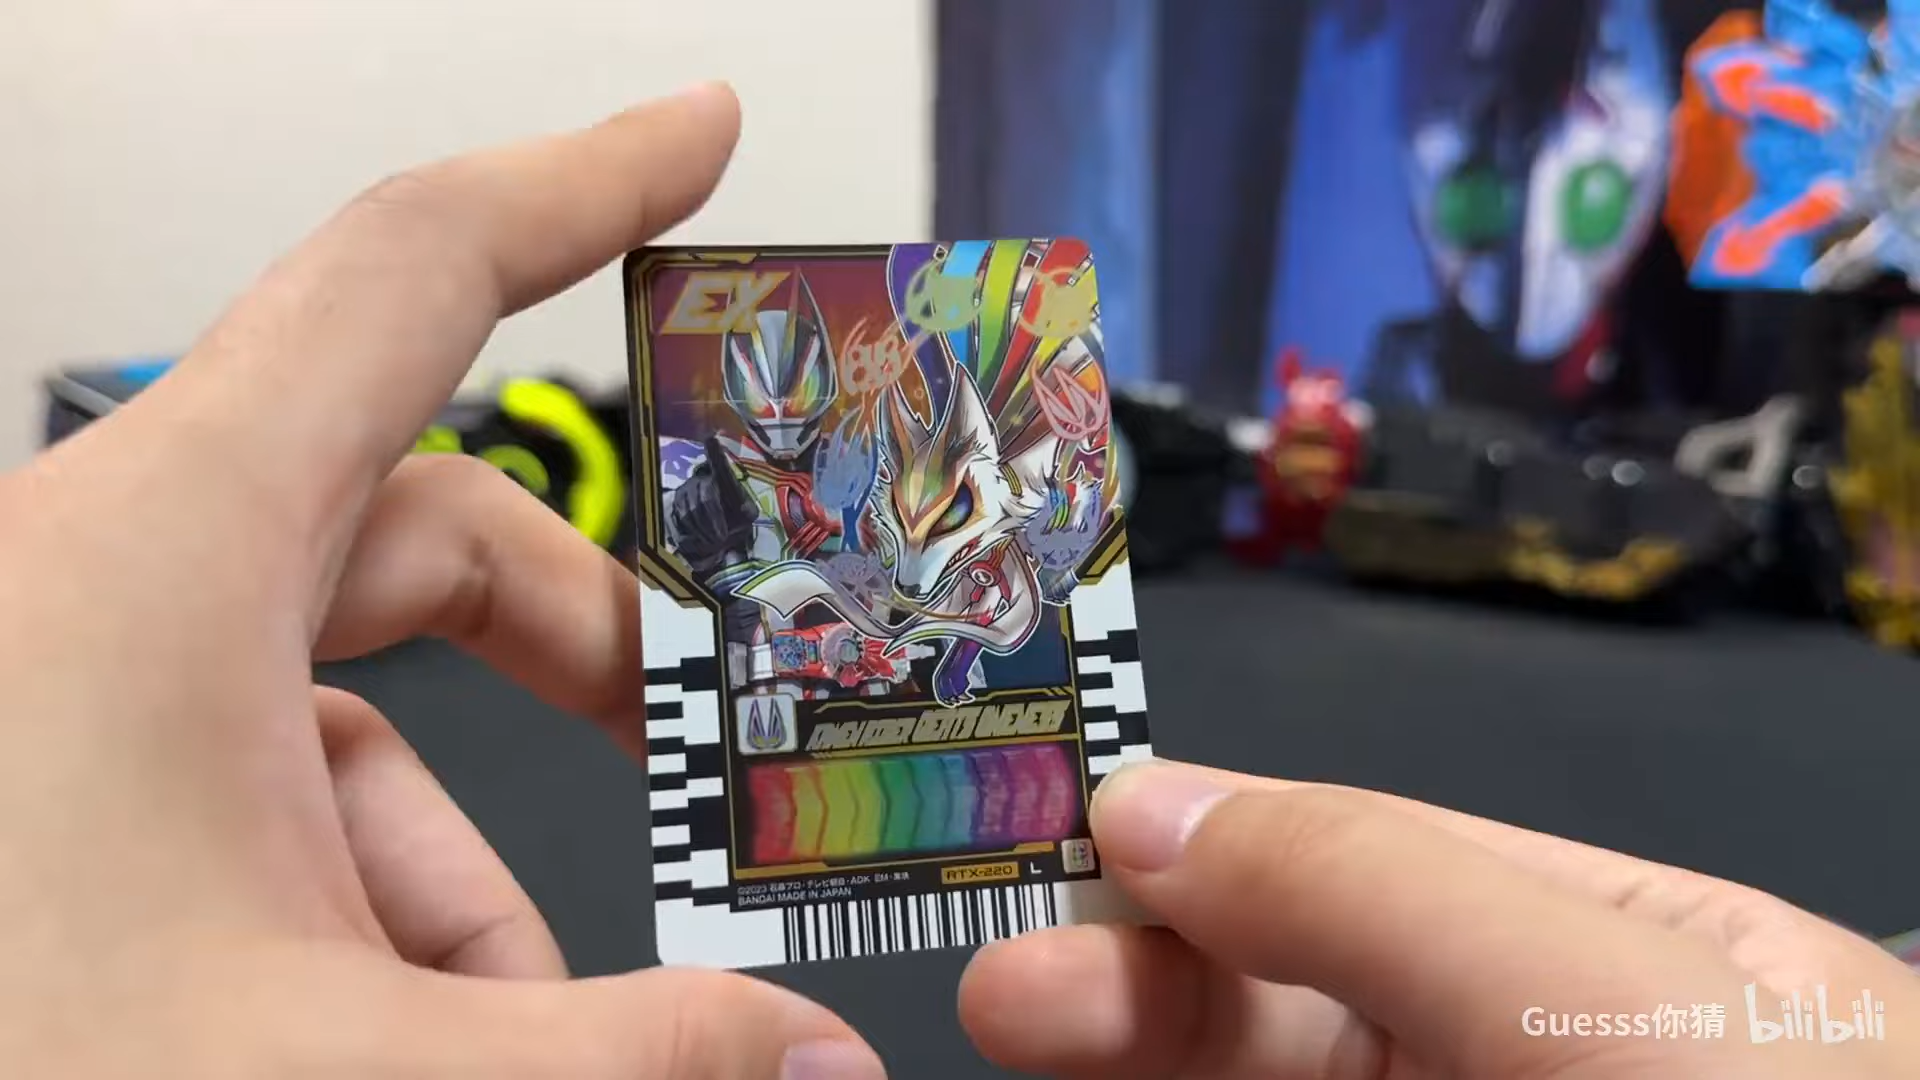 EX
KAMEN RIDER GEATS ONENESS
©2023 石森プロ・テレビ朝日・ADK EM・東映
BANDAI MADE IN JAPAN
RTX-220 L
Guesss你猜 bilibili